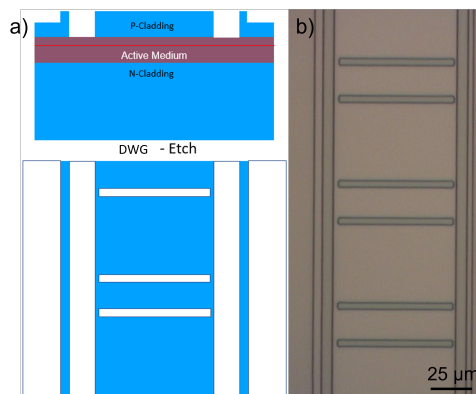 a)
P-Cladding
Active Medium
N-Cladding
DWG - Etch
b)
25 µm